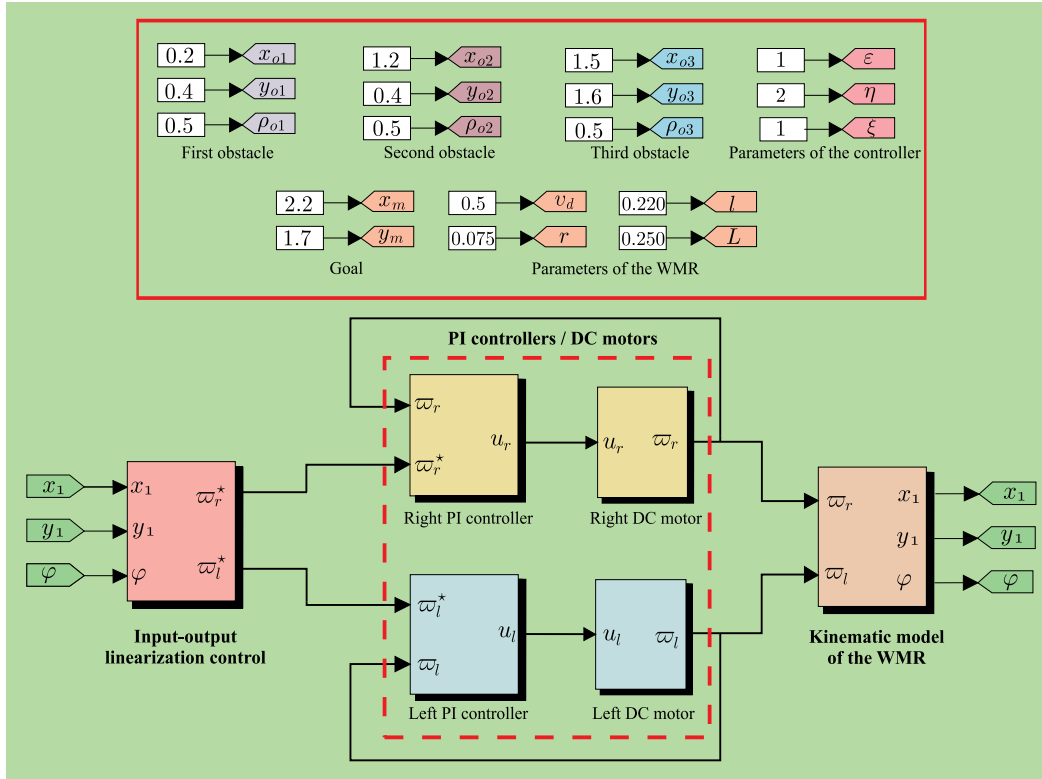 0.2 x_{o1} 1.2 x_{o2} 1.5 x_{o3} 1 ε
0.4 y_{o1} 0.4 y_{o2} 1.6 y_{o3} 2 η
0.5 ρ_{o1} 0.5 ρ_{o2} 0.5 ρ_{o3} 1 ξ
First obstacle Second obstacle Third obstacle Parameters of the controller
2.2 x_m 0.5 v_d 0.220 l
1.7 y_m 0.075 r 0.250 L
Goal Parameters of the WMR
PI controllers / DC motors
ϖ_r
u_r u_r ϖ_r
ϖ_r^⋆
Right PI controller Right DC motor
x_1 x_1 ϖ_r^⋆
y_1 y_1
φ φ ϖ_l^⋆
Input-output
linearization control
ϖ_l^⋆
u_l u_l ϖ_l
ϖ_l
Left PI controller Left DC motor
ϖ_r x_1 x_1
y_1 y_1
ϖ_l φ φ
Kinematic model
of the WMR